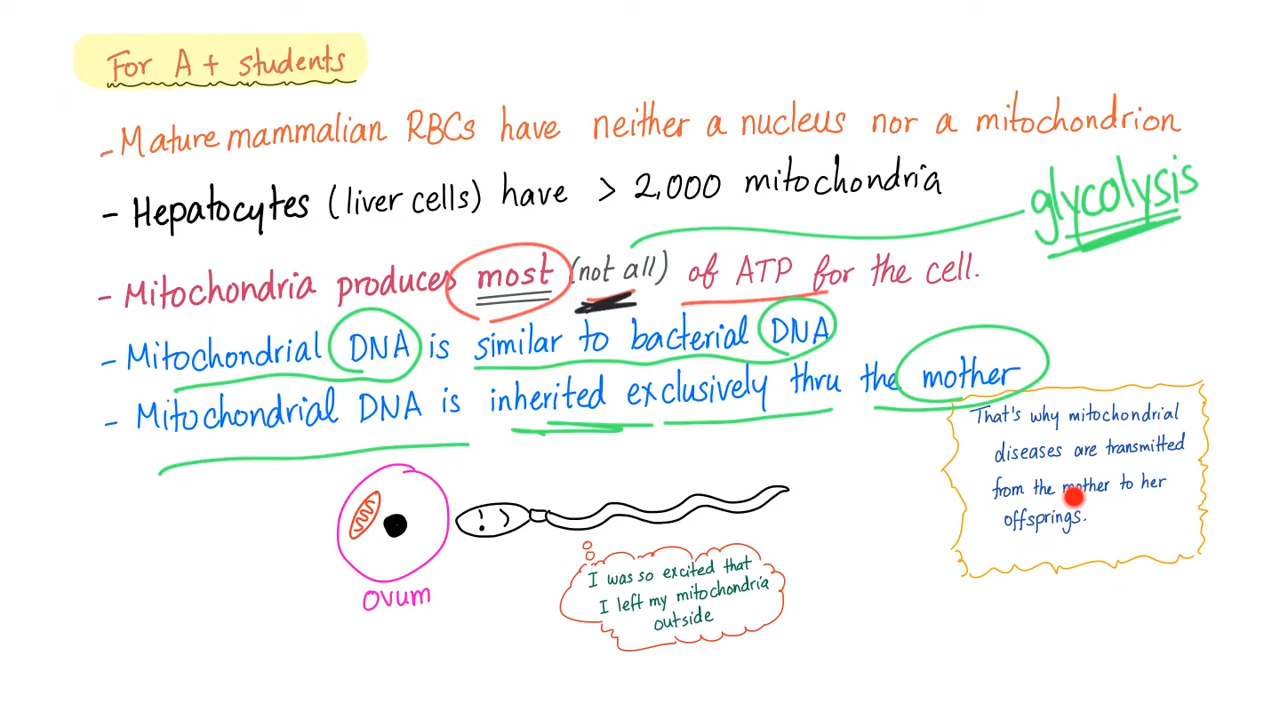 For A+ students
- Mature mammalian RBCs have neither a nucleus nor a mitochondrion
- Hepatocytes (liver cells) have > 2,000 mitochondria
glycolysis
- Mitochondria produces most (not all) of ATP for the cell.
- Mitochondrial DNA is similar to bacterial DNA
- Mitochondrial DNA is inherited exclusively thru the mother
That's why mitochondrial
diseases are transmitted
from the mother to her
offsprings.
ovum
I was so excited that
I left my mitochondria
outside